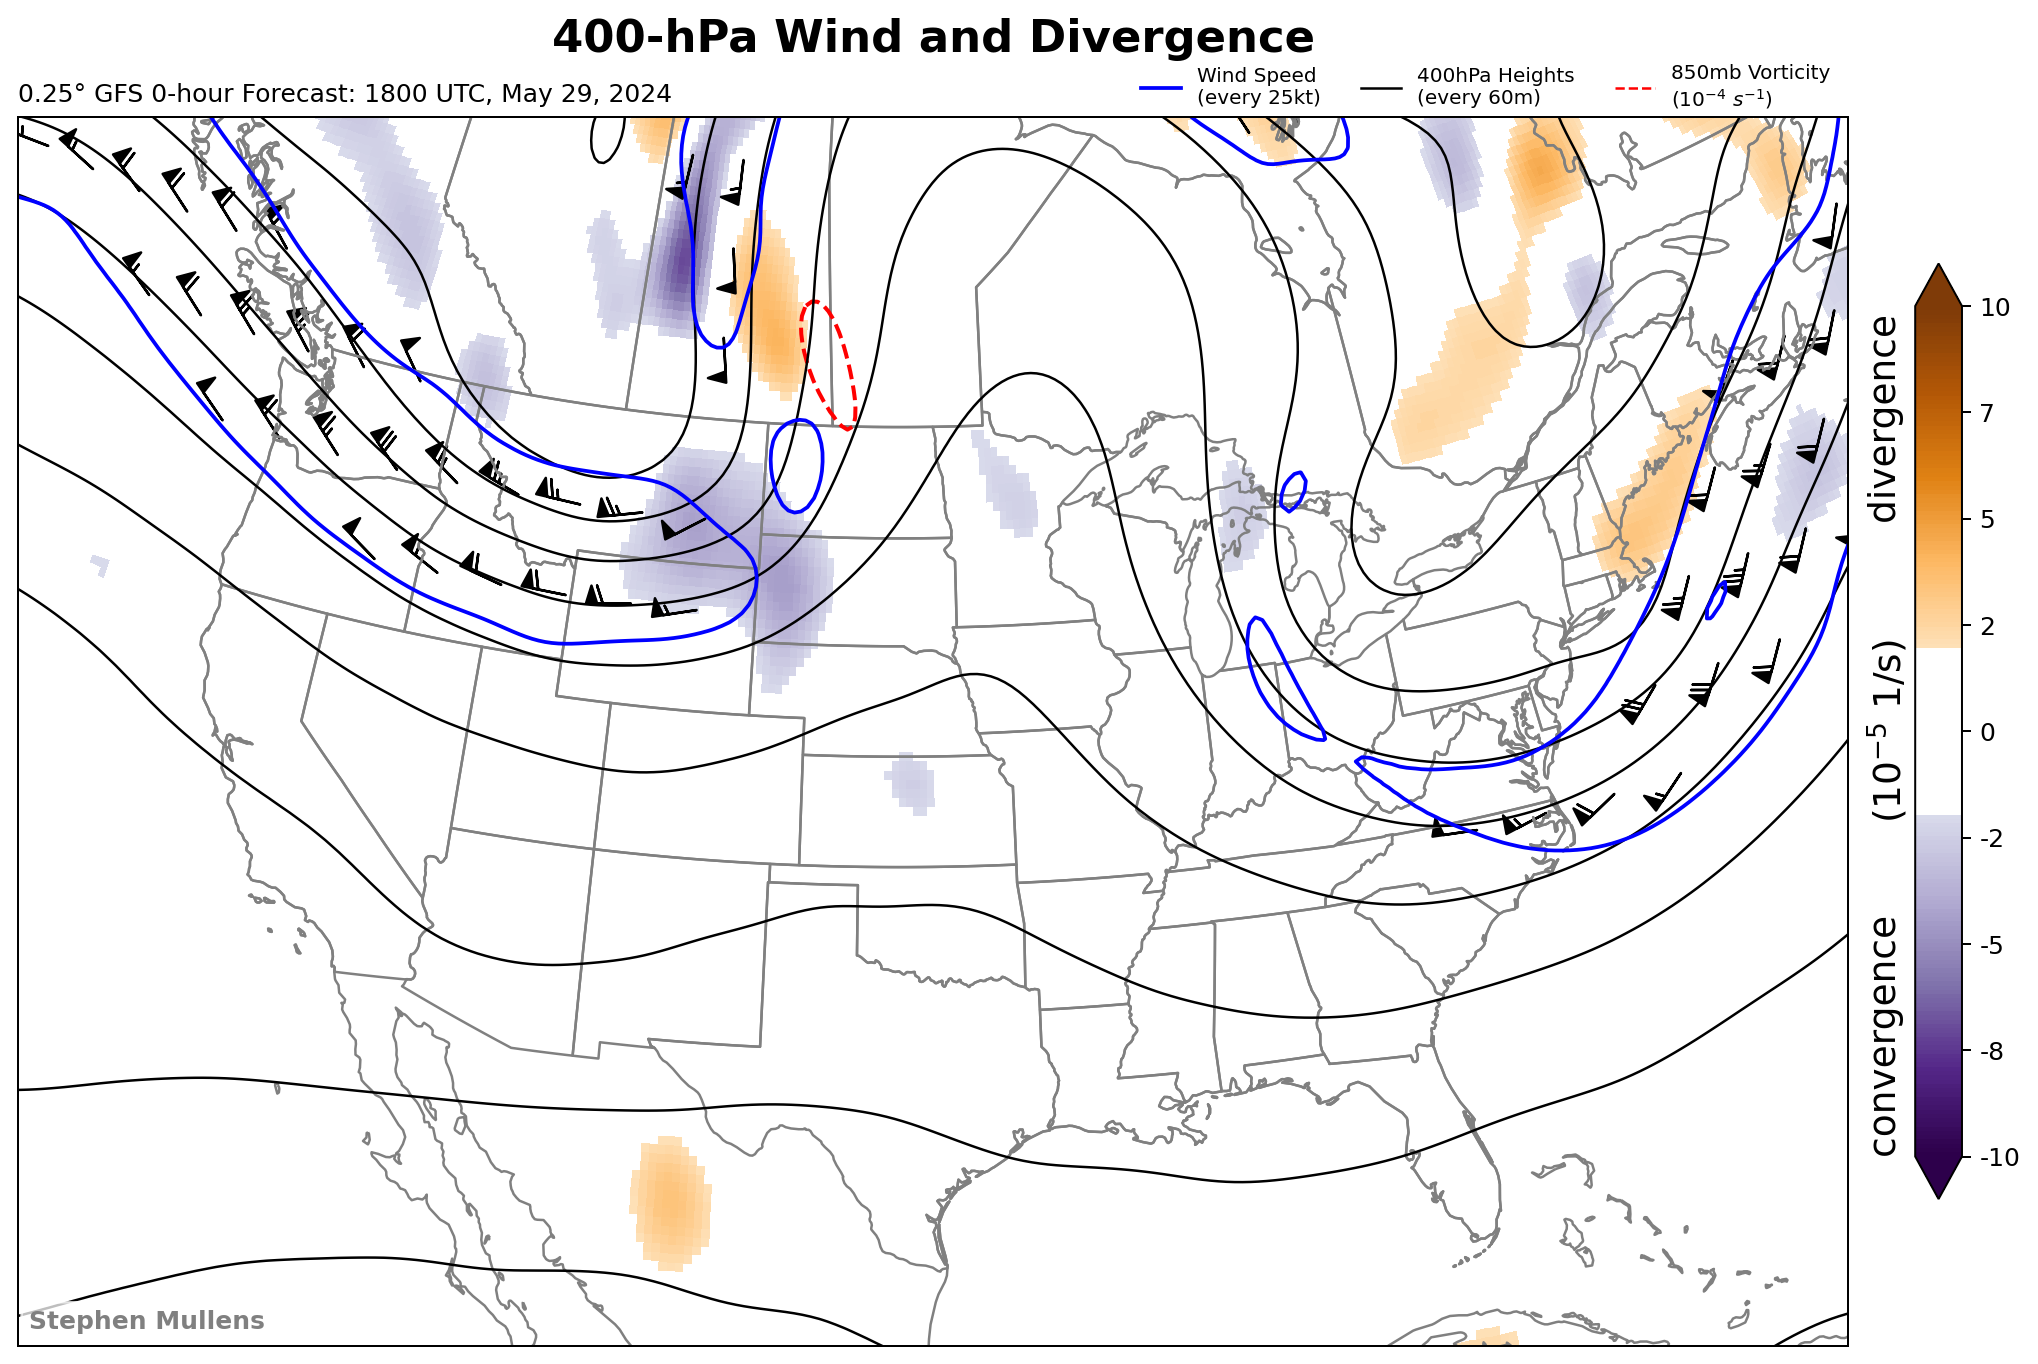 400-hPa Wind and Divergence
0.25° GFS 0-hour Forecast: 1800 UTC, May 29, 2024
Wind Speed
(every 25kt)
400hPa Heights
(every 60m)
850mb Vorticity
(10⁻⁴ s⁻¹)
10
7
5
2
0
-2
-5
-8
-10
convergence (10⁻⁵ 1/s) divergence
Stephen Mullens